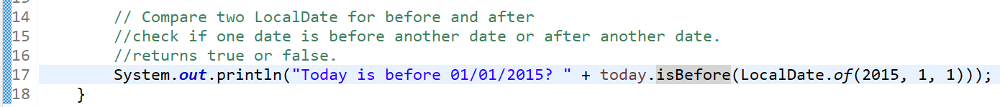 14 // Compare two LocalDate for before and after
15 //check if one date is before another date or after another date.
16 //returns true or false.
17 System.out.println("Today is before 01/01/2015? " + today.isBefore(LocalDate.of(2015, 1, 1)));
18 }